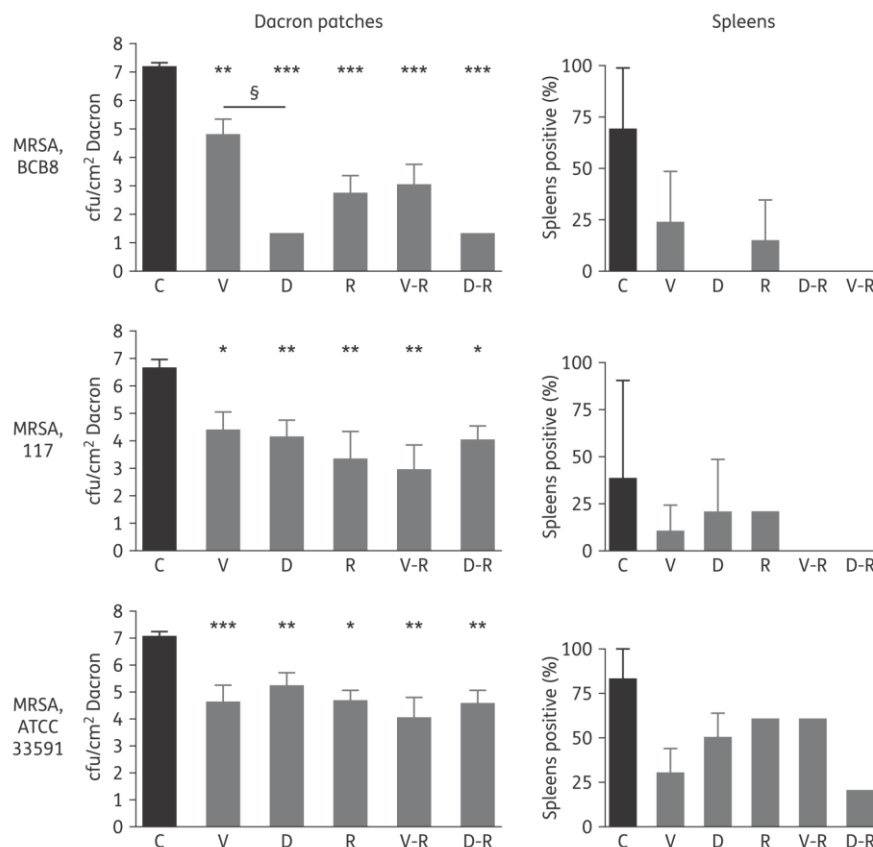 Dacron patches
Spleens
MRSA,
BCB8
cfu/cm² Dacron
8
7
6
5
4
3
2
1
0
** *** *** *** ***
§
C V D R V-R D-R
Spleens positive (%)
100
75
50
25
0
C V D R D-R V-R
MRSA,
117
cfu/cm² Dacron
8
7
6
5
4
3
2
1
0
* ** ** ** *
C V D R V-R D-R
Spleens positive (%)
100
75
50
25
0
C V D R V-R D-R
MRSA,
ATCC
33591
cfu/cm² Dacron
8
7
6
5
4
3
2
1
0
*** ** * ** **
C V D R V-R D-R
Spleens positive (%)
100
75
50
25
0
C V D R V-R D-R